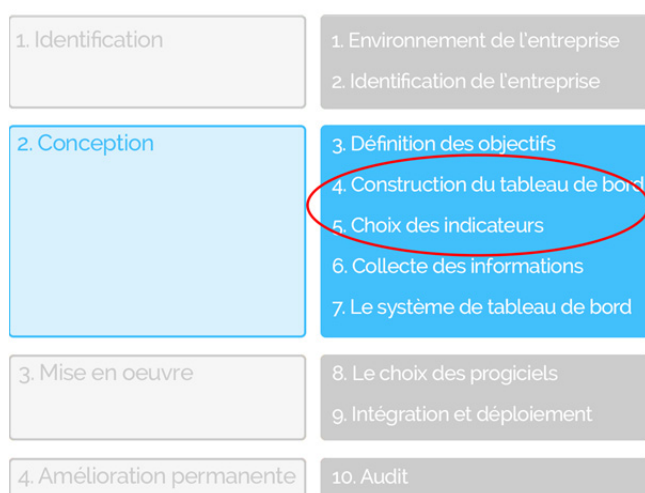 1. Identification
1. Environnement de l'entreprise
2. Identification de l'entreprise
2. Conception
3. Définition des objectifs
4. Construction du tableau de bord
5. Choix des indicateurs
6. Collecte des informations
7. Le système de tableau de bord
3. Mise en oeuvre
8. Le choix des progiciels
9. Intégration et déploiement
4. Amélioration permanente
10. Audit